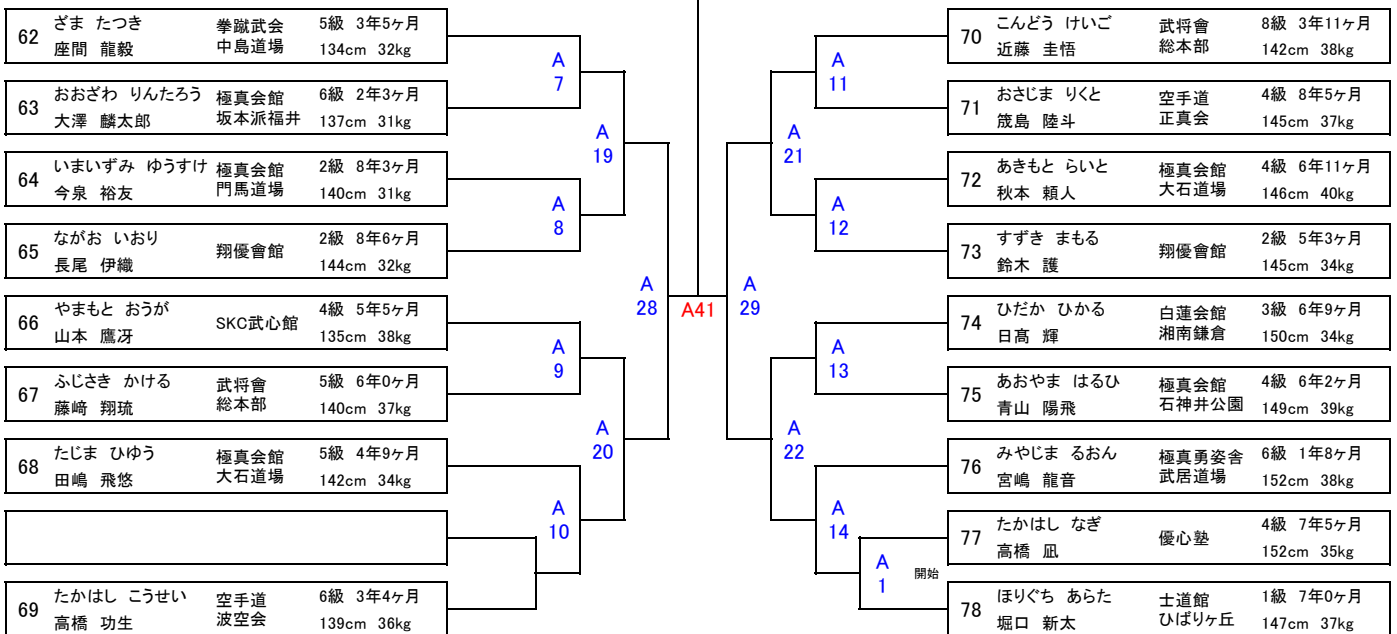 62 ざま たつき 拳蹴武会 5級 3年5ヶ月
座間 龍毅 中島道場 134cm 32kg
63 おおざわ りんたろう 極真会館 6級 2年3ヶ月
大澤 麟太郎 坂本派福井 137cm 31kg
64 いまいずみ ゆうすけ 極真会館 2級 8年3ヶ月
今泉 裕友 門馬道場 140cm 31kg
65 ながお いおり 翔優會館 2級 8年6ヶ月
長尾 伊織 144cm 32kg
66 やまもと おうが SKC武心館 4級 5年5ヶ月
山本 鷹冴 135cm 38kg
67 ふじさき かける 武将會 5級 6年0ヶ月
藤﨑 翔琉 総本部 140cm 37kg
68 たじま ひゆう 極真会館 5級 4年9ヶ月
田嶋 飛悠 大石道場 142cm 34kg
69 たかはし こうせい 空手道 6級 3年4ヶ月
高橋 功生 波空会 139cm 36kg
A
7
A
8
A
9
A
10
A
19
A
20
A
28
A41
A
29
A
21
A
22
A
11
A
12
A
13
A
14
A
1
開始
70 こんどう けいご 武将會 8級 3年11ヶ月
近藤 圭悟 総本部 142cm 38kg
71 おさじま りくと 空手道 4級 8年5ヶ月
筬島 陸斗 正真会 145cm 37kg
72 あきもと らいと 極真会館 4級 6年11ヶ月
秋本 頼人 大石道場 146cm 40kg
73 すずき まもる 翔優會館 2級 5年3ヶ月
鈴木 護 145cm 34kg
74 ひだか ひかる 白蓮会館 3級 6年9ヶ月
日髙 輝 湘南鎌倉 150cm 34kg
75 あおやま はるひ 極真会館 4級 6年2ヶ月
青山 陽飛 石神井公園 149cm 39kg
76 みやじま るおん 極真勇姿舎 6級 1年8ヶ月
宮嶋 龍音 武居道場 152cm 38kg
77 たかはし なぎ 優心塾 4級 7年5ヶ月
高橋 凪 152cm 35kg
78 ほりぐち あらた 士道館 1級 7年0ヶ月
堀口 新太 ひばりヶ丘 147cm 37kg